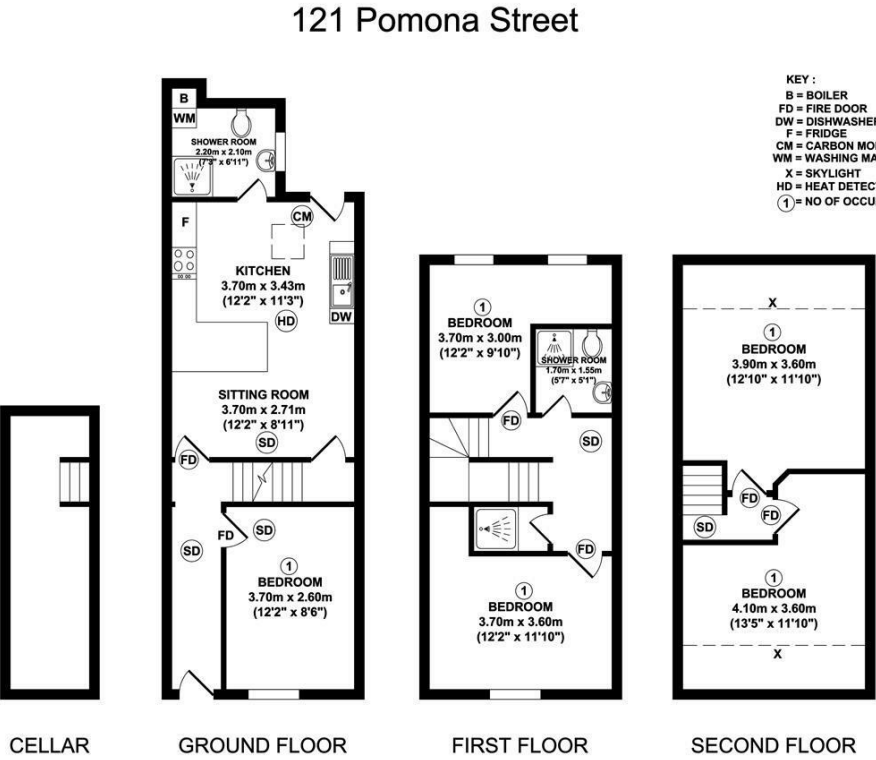 121 Pomona Street
KEY :
B = BOILER
FD = FIRE DOOR
DW = DISHWASHER
F = FRIDGE
CM = CARBON MO
WM = WASHING MA
X = SKYLIGHT
HD = HEAT DETEC
1 = NO OF OCCU
B
WM
SHOWER ROOM
2.20m x 2.10m
(7'3" x 6'11")
F
CM
KITCHEN
3.70m x 3.43m
(12'2" x 11'3")
HD
DW
SITTING ROOM
3.70m x 2.71m
(12'2" x 8'11")
SD
FD
SD
FD
SD
1
BEDROOM
3.70m x 2.60m
(12'2" x 8'6")
1
BEDROOM
3.70m x 3.00m
(12'2" x 9'10")
SHOWER ROOM
1.70m x 1.55m
(5'7" x 5'1")
FD
SD
FD
1
BEDROOM
3.70m x 3.60m
(12'2" x 11'10")
X
1
BEDROOM
3.90m x 3.60m
(12'10" x 11'10")
FD
FD
SD
1
BEDROOM
4.10m x 3.60m
(13'5" x 11'10")
X
CELLAR
GROUND FLOOR
FIRST FLOOR
SECOND FLOOR